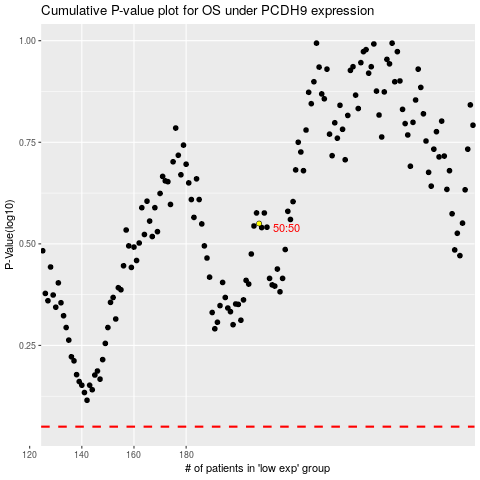 Cumulative P-value plot for OS under PCDH9 expression
1.00
0.75
P-Value(log10)
50:50
0.50
0.25
120 140 160 180
# of patients in 'low exp' group